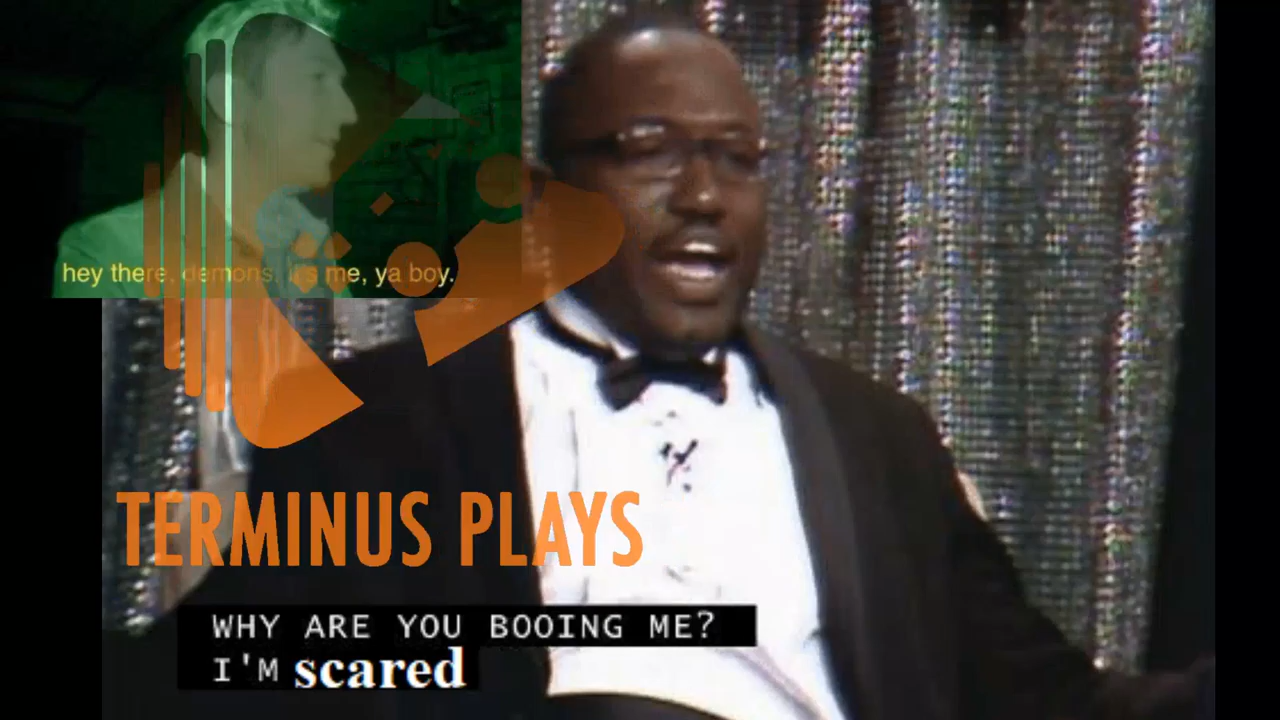 hey there, demons, it's me, ya boy.
TERMINUS PLAYS
WHY ARE YOU BOOING ME?
I'M scared